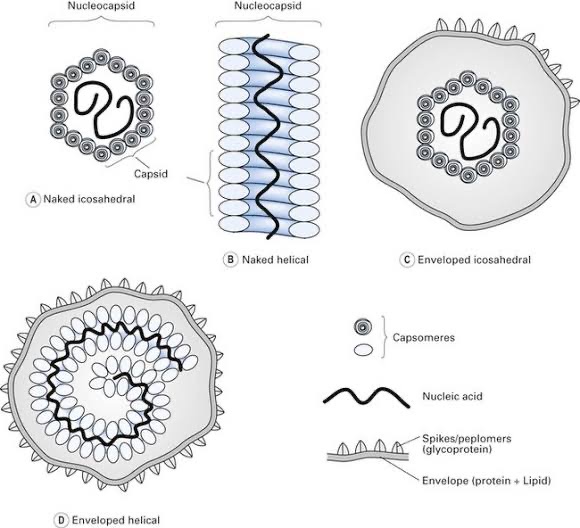 Nucleocapsid
Nucleocapsid
Capsid
A Naked icosahedral
B Naked helical
C Enveloped icosahedral
Capsomeres
Nucleic acid
Spikes/peplomers
(glycoprotein)
Envelope (protein + Lipid)
D Enveloped helical